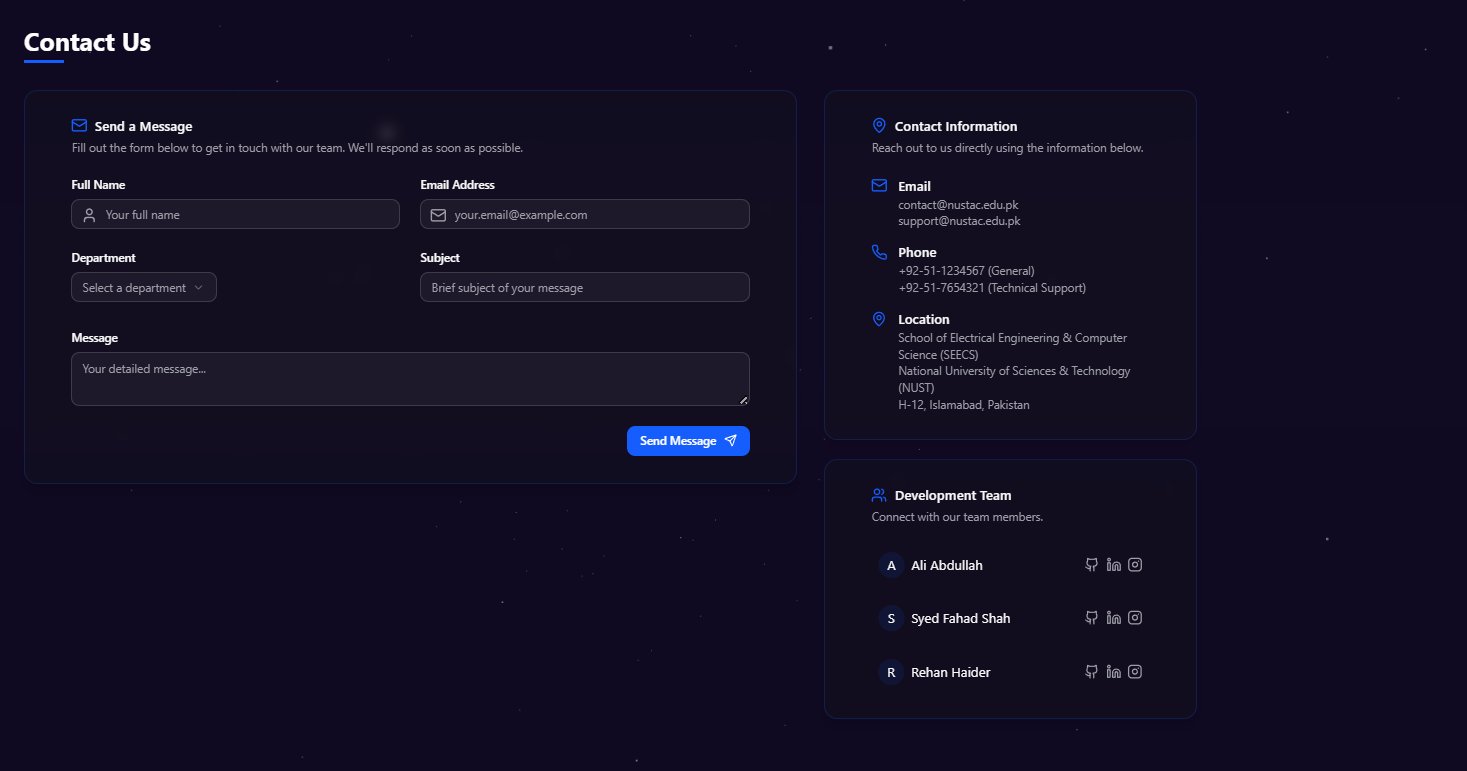 Contact Us
Send a Message
Fill out the form below to get in touch with our team. We'll respond as soon as possible.
Full Name
Email Address
Your full name
your.email@example.com
Department
Subject
Select a department
Brief subject of your message
Message
Your detailed message...
Send Message
Contact Information
Reach out to us directly using the information below.
Email
contact@nustac.edu.pk
support@nustac.edu.pk
Phone
+92-51-1234567 (General)
+92-51-7654321 (Technical Support)
Location
School of Electrical Engineering & Computer
Science (SEECS)
National University of Sciences & Technology
(NUST)
H-12, Islamabad, Pakistan
Development Team
Connect with our team members.
A Ali Abdullah
S Syed Fahad Shah
R Rehan Haider